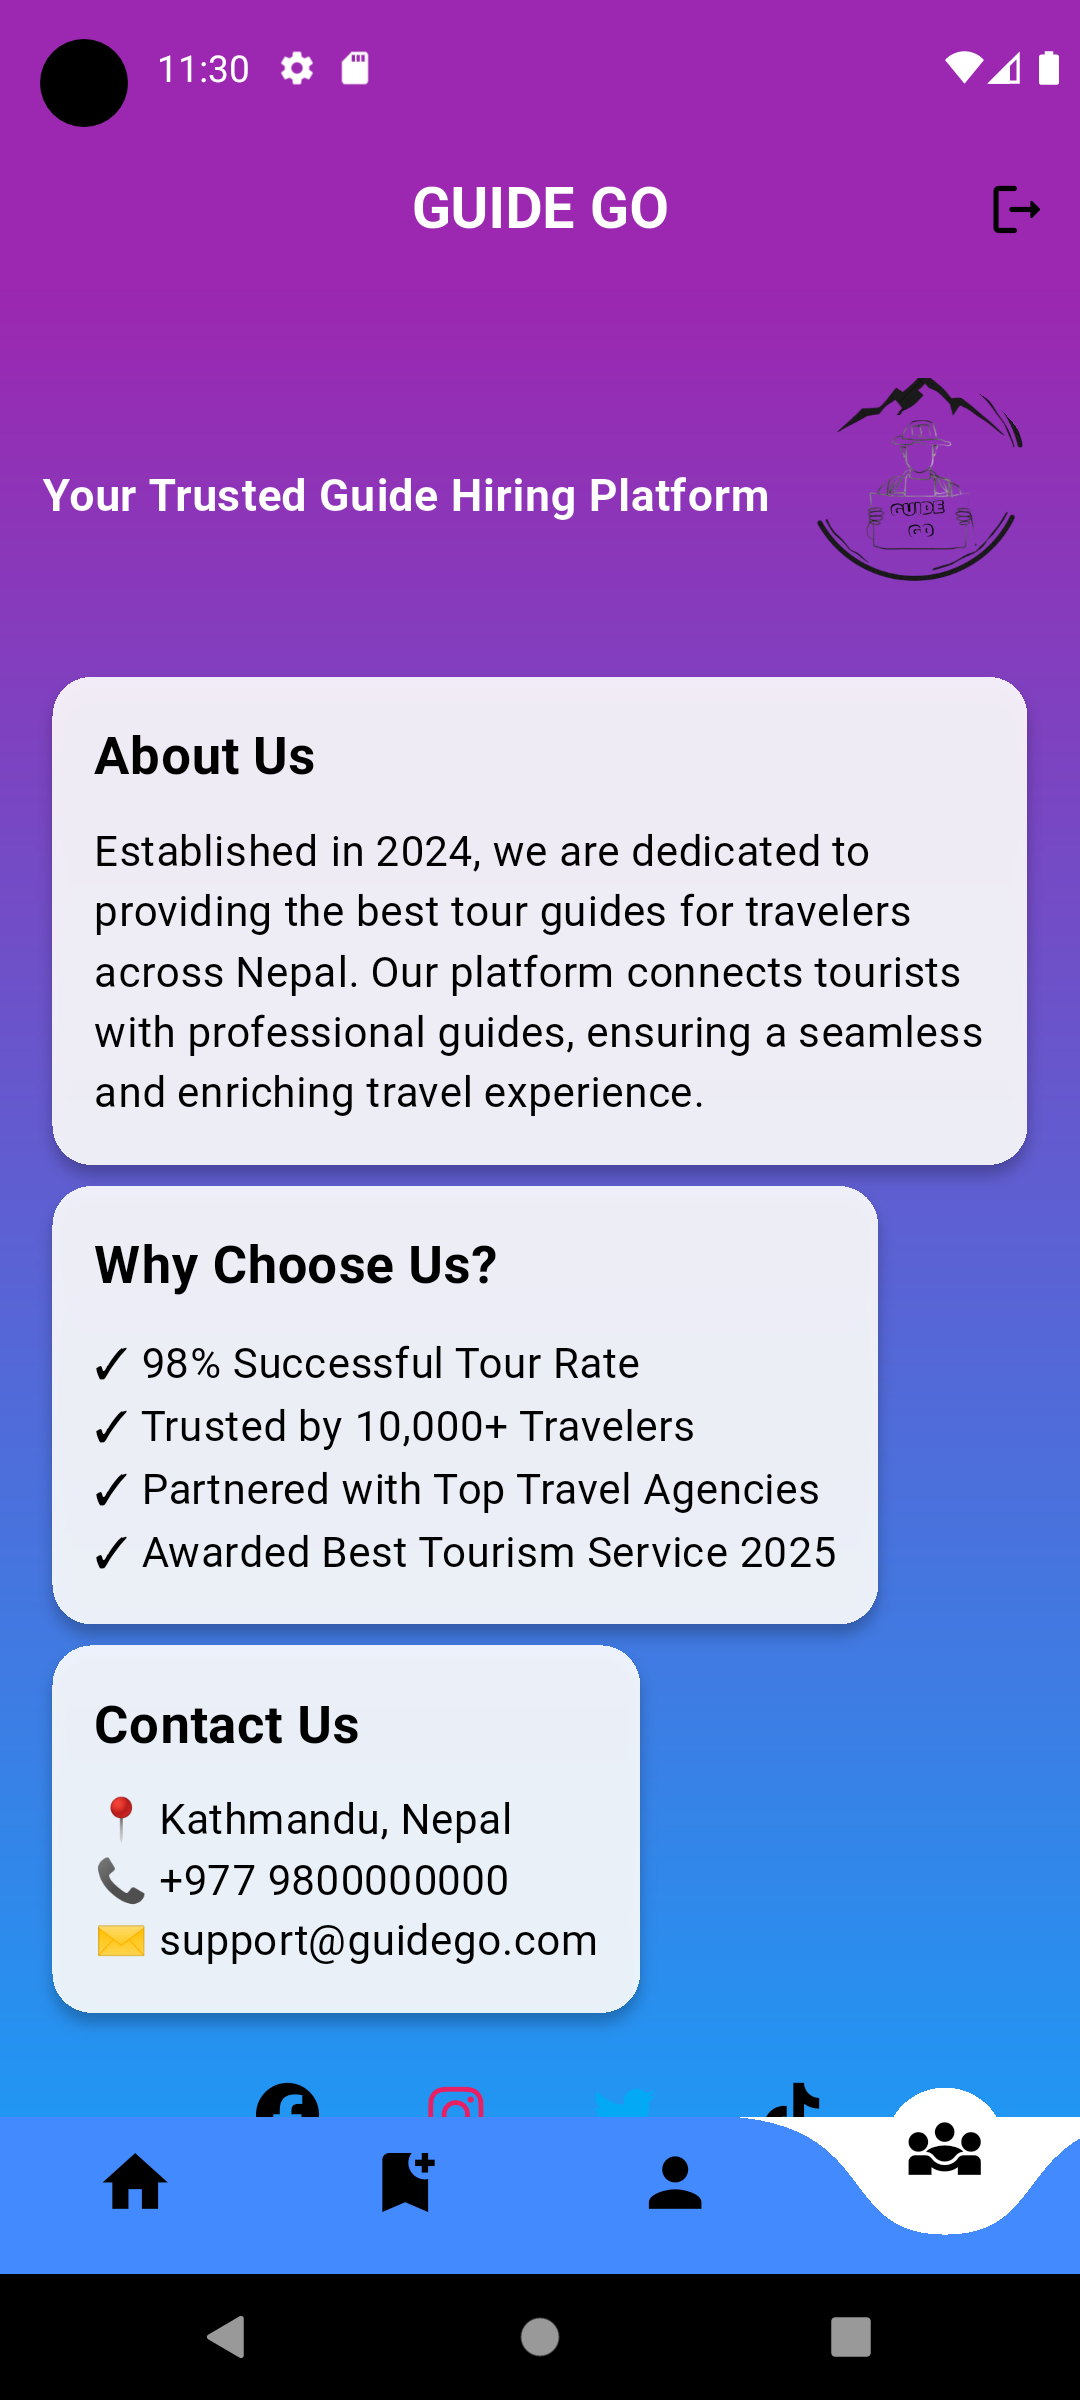 11:30
GUIDE GO
Your Trusted Guide Hiring Platform
GUIDE
GO
About Us
Established in 2024, we are dedicated to
providing the best tour guides for travelers
across Nepal. Our platform connects tourists
with professional guides, ensuring a seamless
and enriching travel experience.
Why Choose Us?
✓ 98% Successful Tour Rate
✓ Trusted by 10,000+ Travelers
✓ Partnered with Top Travel Agencies
✓ Awarded Best Tourism Service 2025
Contact Us
📍 Kathmandu, Nepal
📞 +977 9800000000
✉️ support@guidego.com